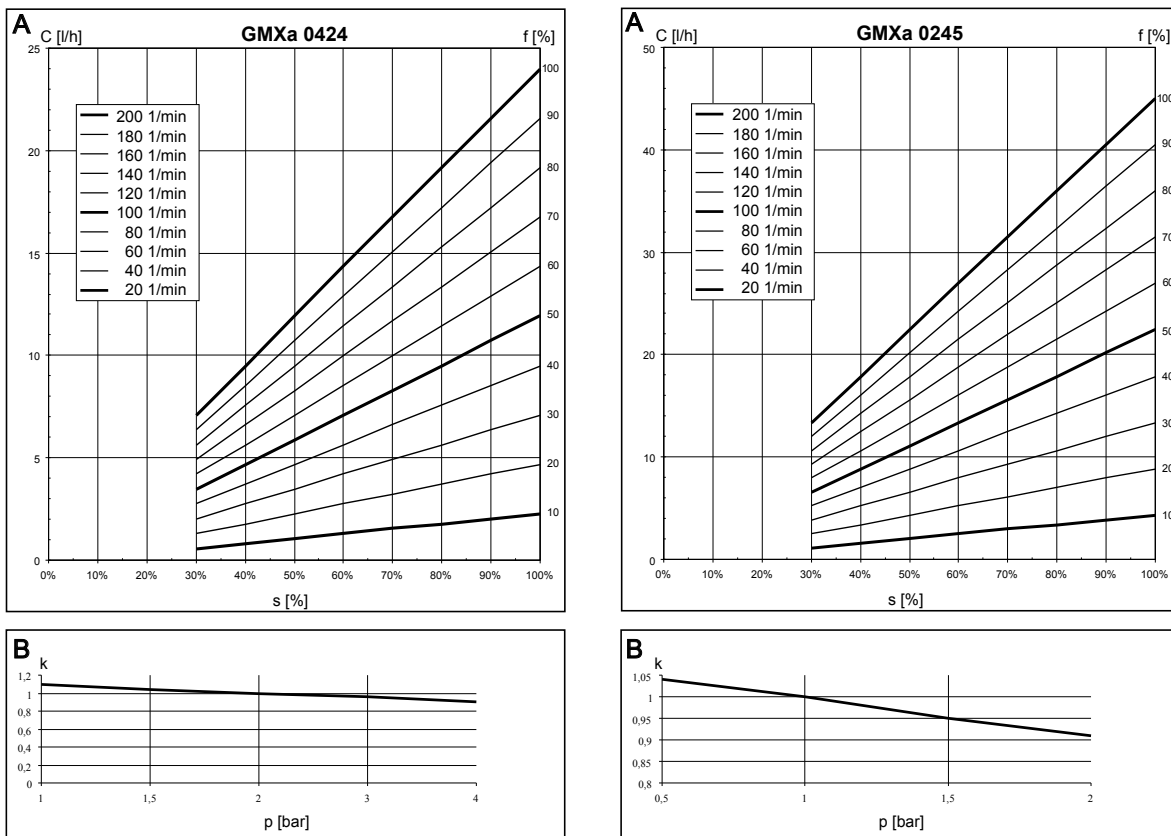 A
GMXa 0424
C [l/h]
f [%]
25
20
15
10
5
0
100
90
80
70
60
50
40
30
20
10
200 1/min
180 1/min
160 1/min
140 1/min
120 1/min
100 1/min
80 1/min
60 1/min
40 1/min
20 1/min
0% 10% 20% 30% 40% 50% 60% 70% 80% 90% 100%
s [%]
A
GMXa 0245
C [l/h]
f [%]
50
40
30
20
10
0
100
90
80
70
60
50
40
30
20
10
200 1/min
180 1/min
160 1/min
140 1/min
120 1/min
100 1/min
80 1/min
60 1/min
40 1/min
20 1/min
0% 10% 20% 30% 40% 50% 60% 70% 80% 90% 100%
s [%]
B
k
1,2
1
0,8
0,6
0,4
0,2
0
1 1,5 2 3 4
p [bar]
B
k
1,05
1
0,95
0,9
0,85
0,8
0,5 1 1,5 2
p [bar]